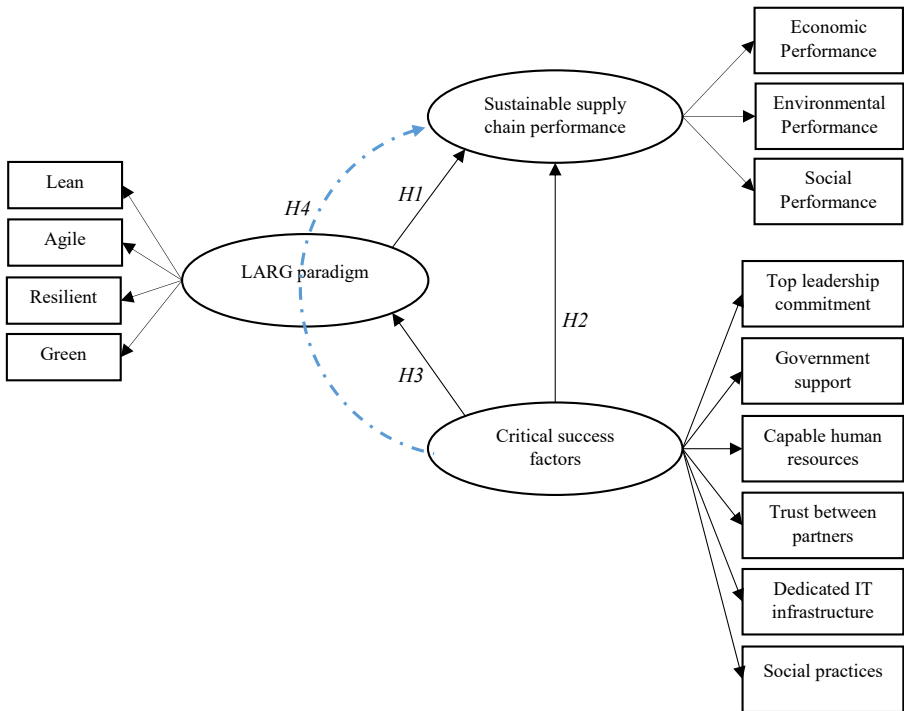 Economic
Performance
Environmental
Performance
Social
Performance
Sustainable supply
chain performance
Lean
Agile
Resilient
Green
H4
H1
LARG paradigm
H3
H2
Critical success
factors
Top leadership
commitment
Government
support
Capable human
resources
Trust between
partners
Dedicated IT
infrastructure
Social practices